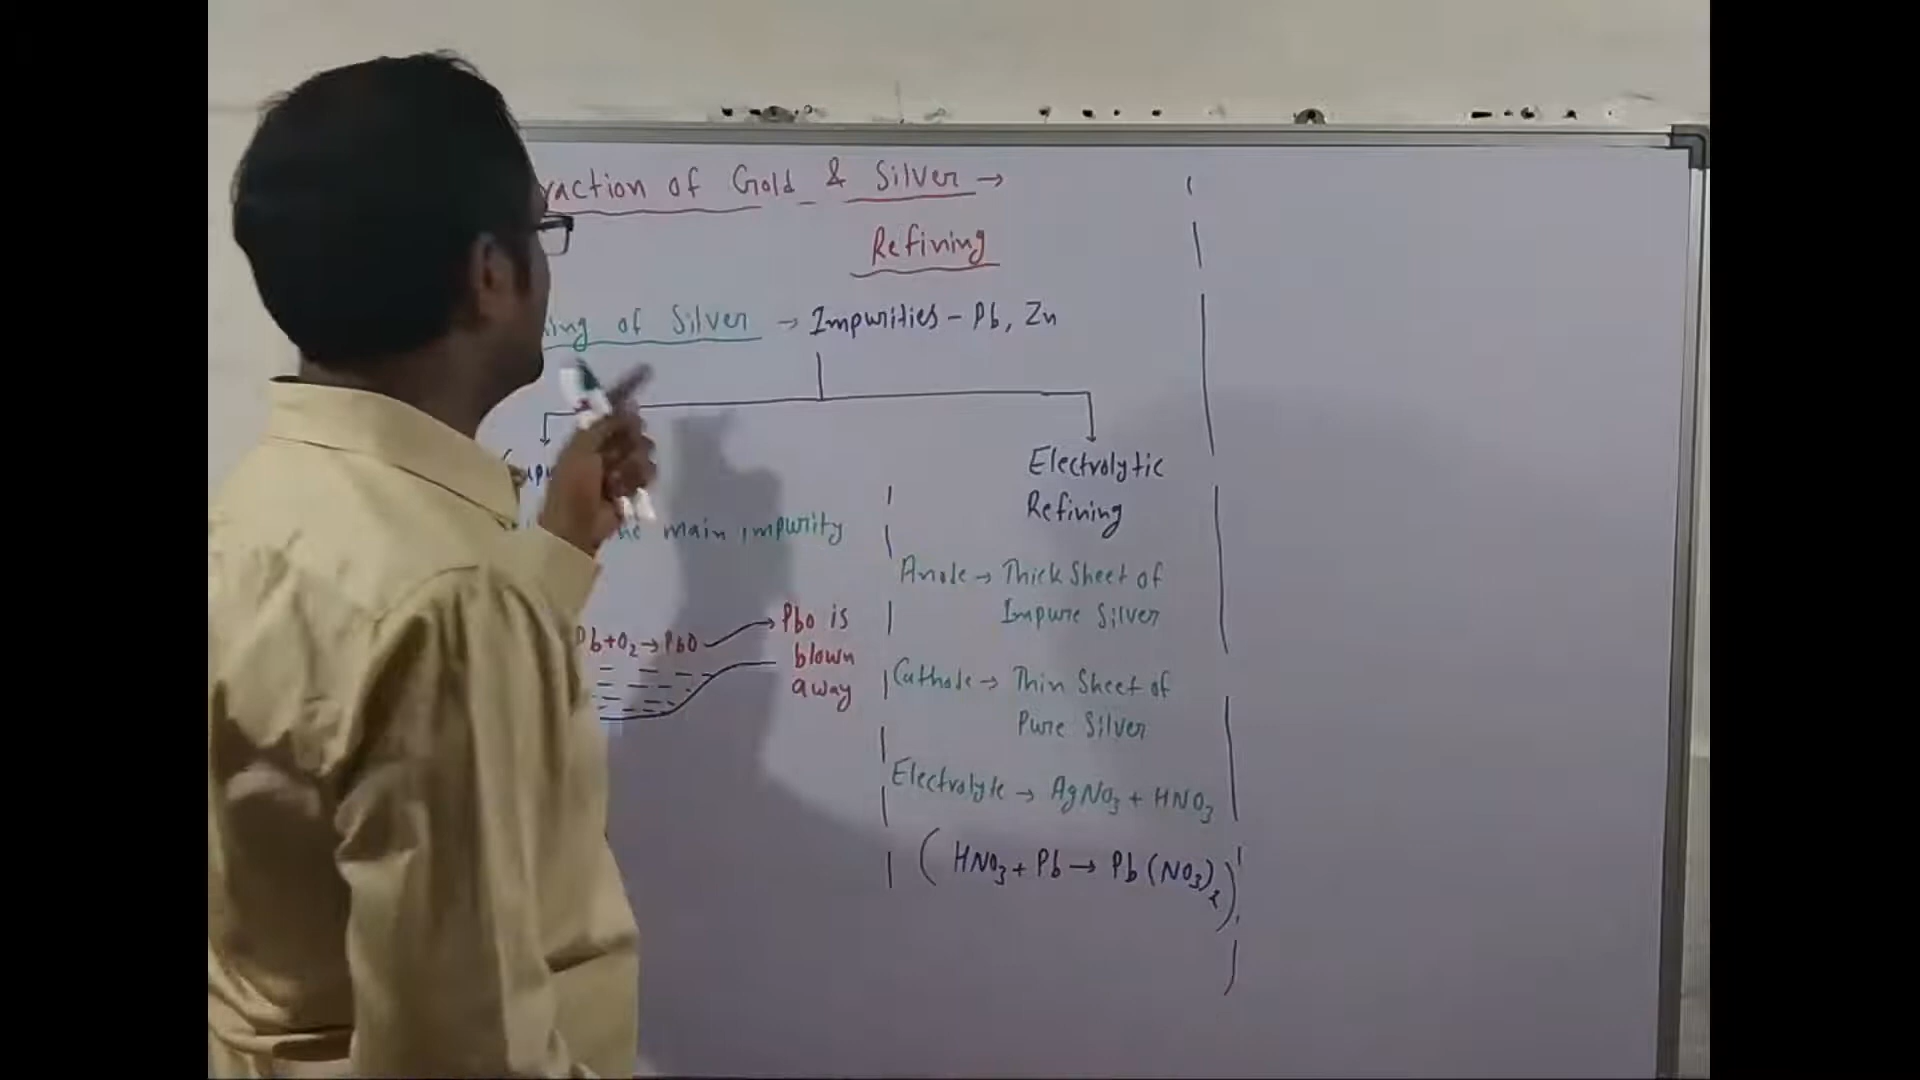 raction of Gold & Silver →
Refining
of Silver → Impurities - Pb, Zn
main impurity
Pb+O₂→PbO → PbO is
blown
away
Electrolytic
Refining
Anode → Thick Sheet of
Impure Silver
Cathode → Thin Sheet of
Pure Silver
Electrolyte → AgNO₃ + HNO₃
( HNO₃ + Pb → Pb (NO₃)₂ )